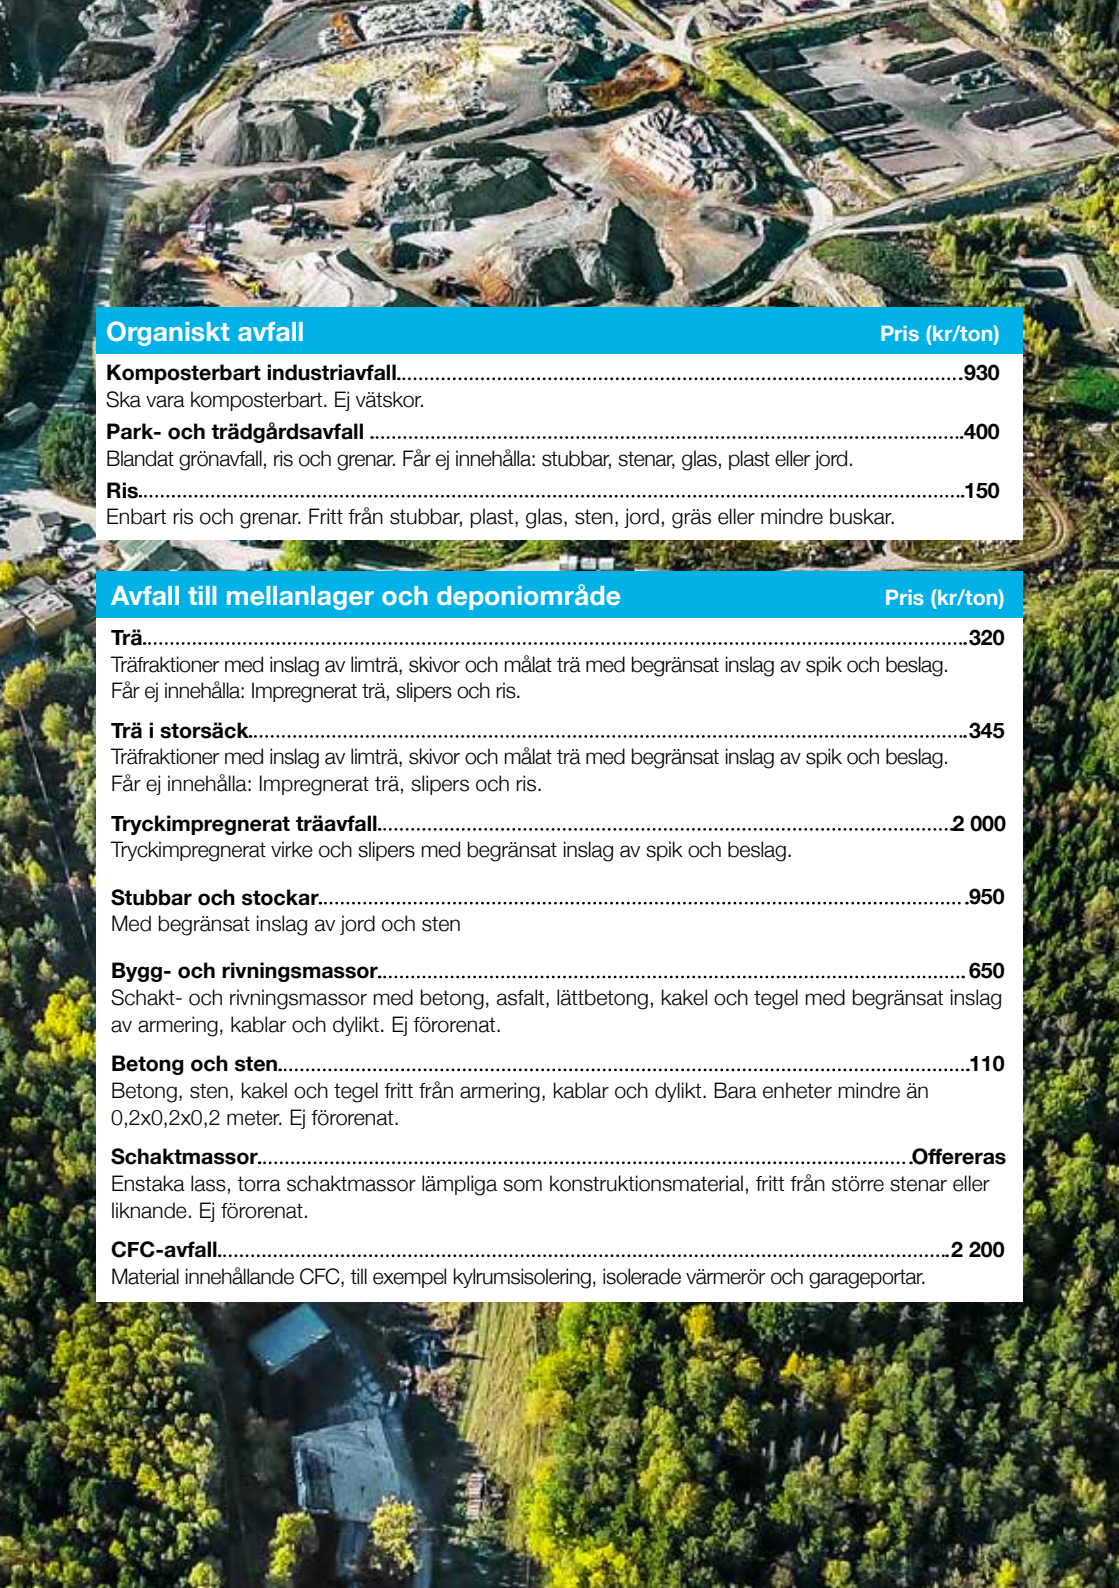 Organiskt avfall Pris (kr/ton)
Komposterbart industriavfall 930
Ska vara komposterbart. Ej vätskor.
Park- och trädgårdsavfall 400
Blandat grönavfall, ris och grenar. Får ej innehålla: stubbar, stenar, glas, plast eller jord.
Ris 150
Enbart ris och grenar. Fritt från stubbar, plast, glas, sten, jord, gräs eller mindre buskar.
Avfall till mellanlager och deponiområde Pris (kr/ton)
Trä 320
Träfraktioner med inslag av limträ, skivor och målat trä med begränsat inslag av spik och beslag.
Får ej innehålla: Impregnerat trä, slipers och ris.
Trä i storsäck 345
Träfraktioner med inslag av limträ, skivor och målat trä med begränsat inslag av spik och beslag.
Får ej innehålla: Impregnerat trä, slipers och ris.
Tryckimpregnerat träavfall 2 000
Tryckimpregnerat virke och slipers med begränsat inslag av spik och beslag.
Stubbar och stockar 950
Med begränsat inslag av jord och sten
Bygg- och rivningsmassor 650
Schakt- och rivningsmassor med betong, asfalt, lättbetong, kakel och tegel med begränsat inslag
av armering, kablar och dylikt. Ej förorenat.
Betong och sten 110
Betong, sten, kakel och tegel fritt från armering, kablar och dylikt. Bara enheter mindre än
0,2x0,2x0,2 meter. Ej förorenat.
Schaktmassor Offereras
Enstaka lass, torra schaktmassor lämpliga som konstruktionsmaterial, fritt från större stenar eller
liknande. Ej förorenat.
CFC-avfall 2 200
Material innehållande CFC, till exempel kylrumsisolering, isolerade värmerör och garageportar.